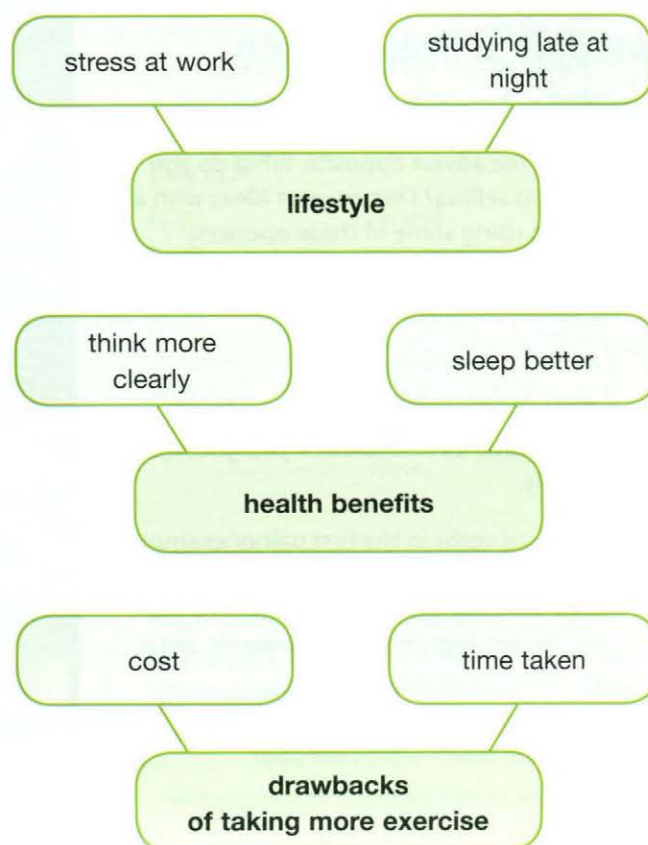 stress at work
studying late at
night
lifestyle
think more
clearly
sleep better
health benefits
cost
time taken
drawbacks
of taking more exercise